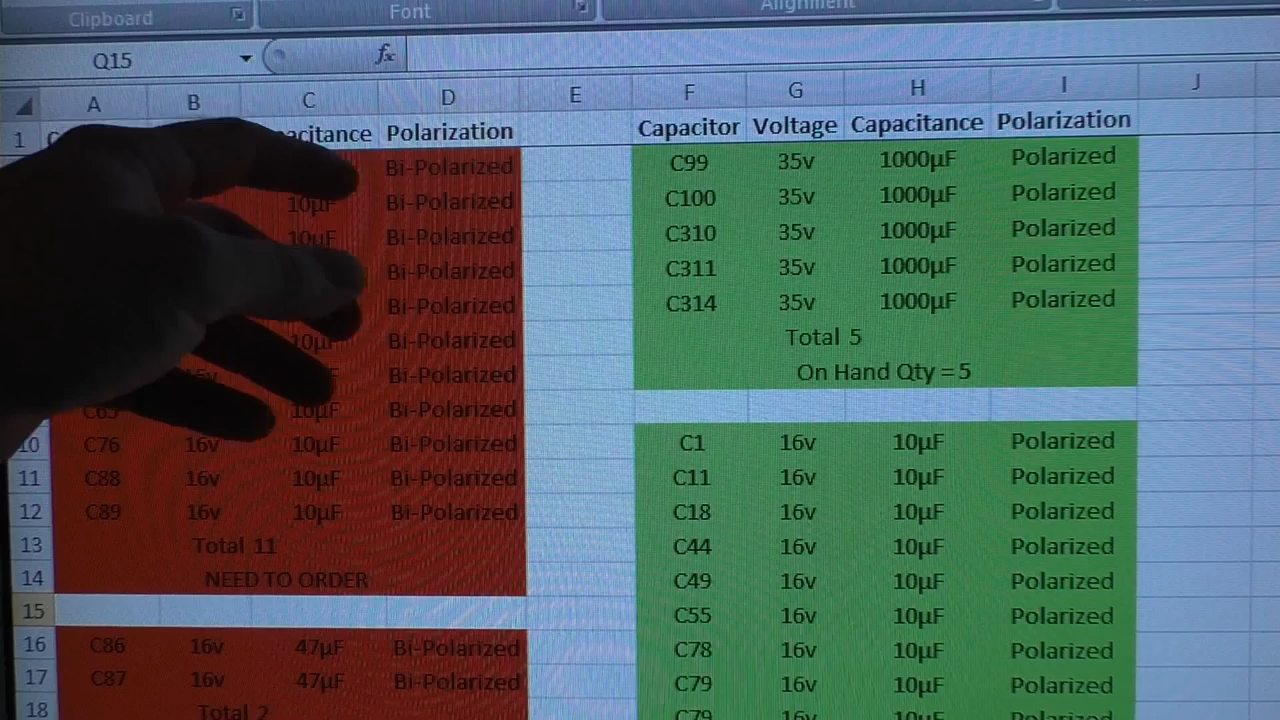 Clipboard Font Alignment
Q15 fx
A B C D E F G H I J
1 Polarization Capacitor Voltage Capacitance Polarization
Bi-Polarized C99 35v 1000µF Polarized
10µF Bi-Polarized C100 35v 1000µF Polarized
10µF Bi-Polarized C310 35v 1000µF Polarized
Bi-Polarized C311 35v 1000µF Polarized
Bi-Polarized C314 35v 1000µF Polarized
10µF Bi-Polarized Total 5
Bi-Polarized On Hand Qty =5
10µF Bi-Polarized
10 C76 16v 10µF Bi-Polarized C1 16v 10µF Polarized
11 C88 16v 10µF Bi-Polarized C11 16v 10µF Polarized
12 C89 16v 10µF Bi-Polarized C18 16v 10µF Polarized
13 Total 11 C44 16v 10µF Polarized
14 NEED TO ORDER C49 16v 10µF Polarized
15 C55 16v 10µF Polarized
16 C86 16v 47µF Bi-Polarized C78 16v 10µF Polarized
17 C87 16v 47µF Bi-Polarized C79 16v 10µF Polarized
18 Total 2 C79 16v 10µF Polarized